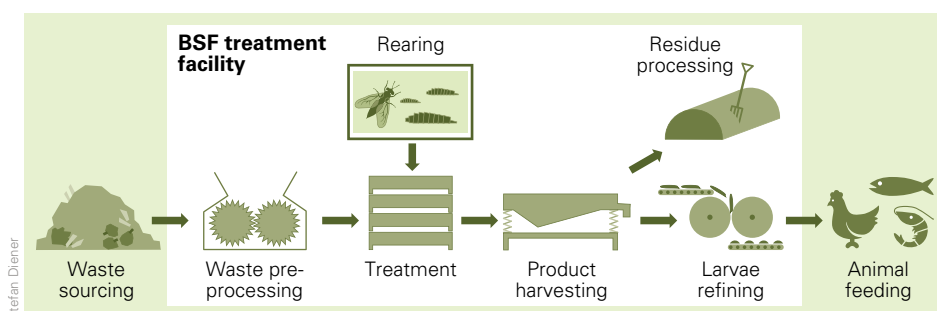 BSF treatment
facility
Rearing
Residue
processing
Waste
sourcing
Waste pre-
processing
Treatment
Product
harvesting
Larvae
refining
Animal
feeding
tefan Diener